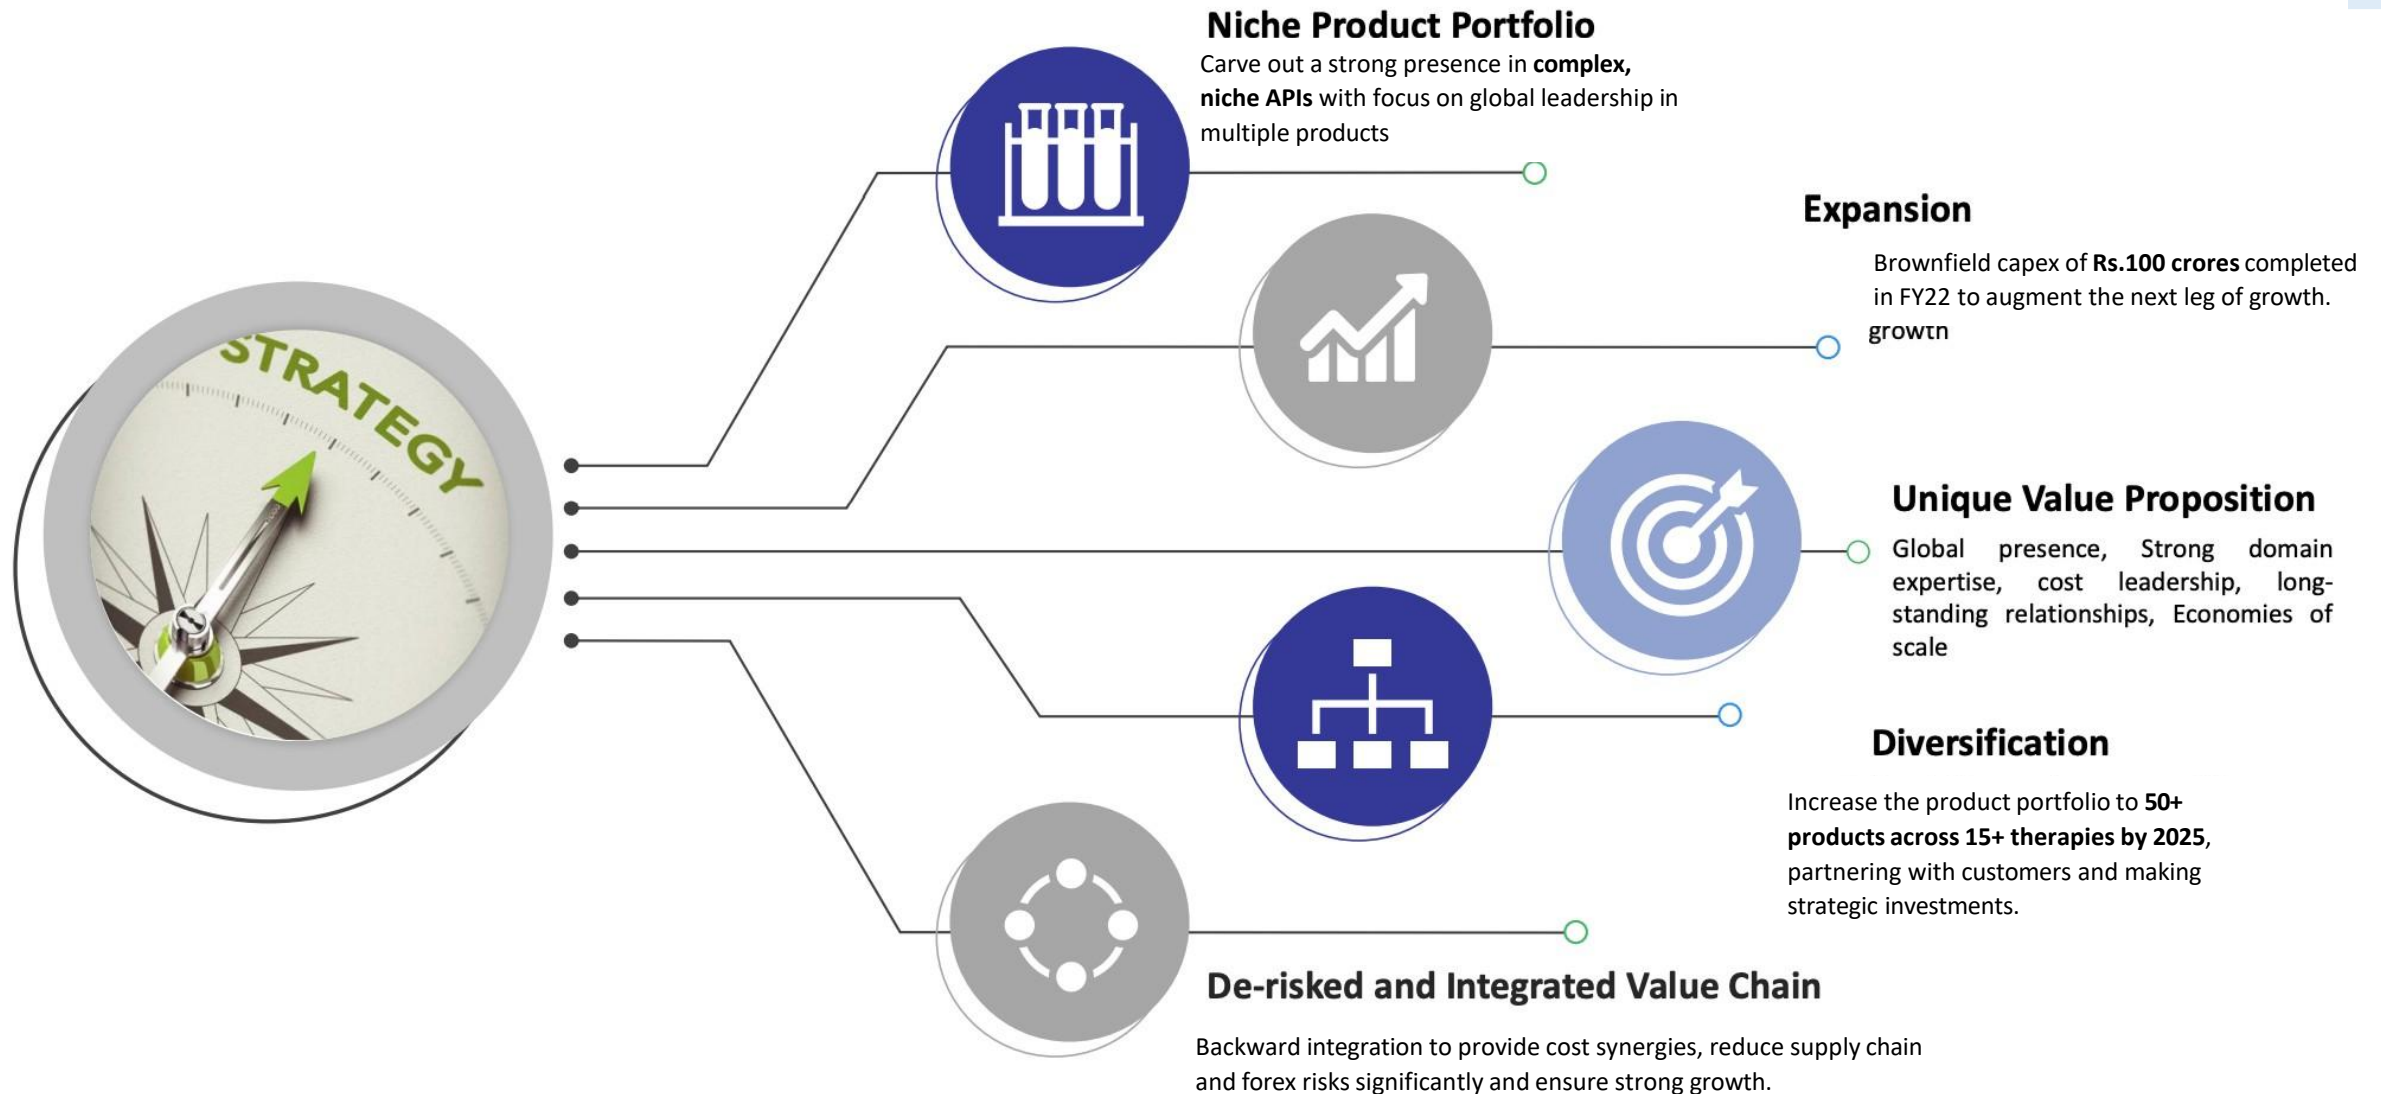 Niche Product Portfolio
Carve out a strong presence in complex,
niche APIs with focus on global leadership in
multiple products
Expansion
Brownfield capex of Rs.100 crores completed
in FY22 to augment the next leg of growth.
growth
STRATEGY
Unique Value Proposition
Global presence, Strong domain
expertise, cost leadership, long-
standing relationships, Economies of
scale
Diversification
Increase the product portfolio to 50+
products across 15+ therapies by 2025,
partnering with customers and making
strategic investments.
De-risked and Integrated Value Chain
Backward integration to provide cost synergies, reduce supply chain
and forex risks significantly and ensure strong growth.